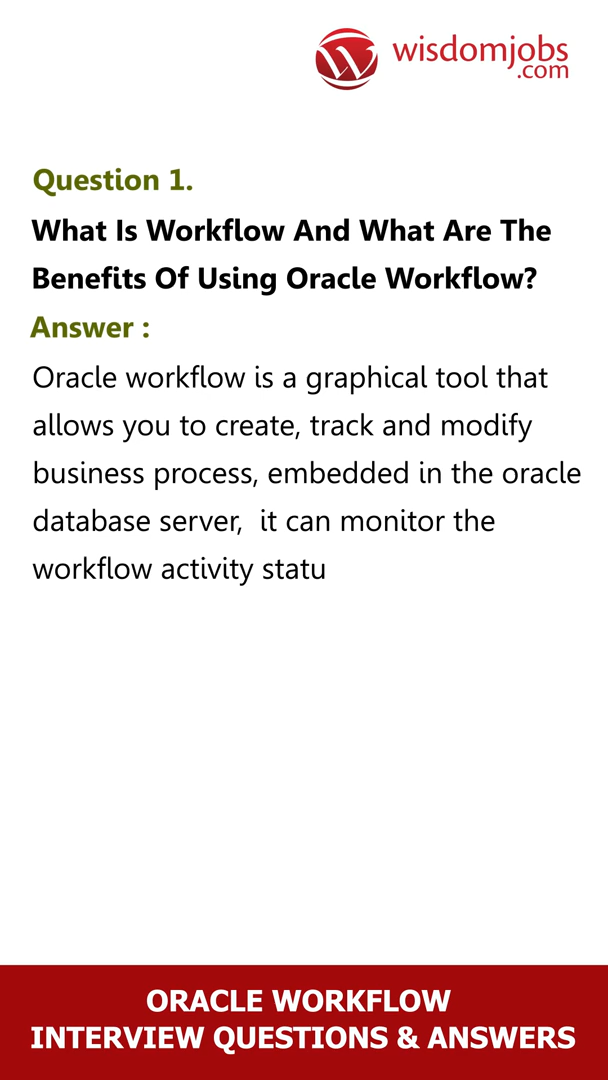 wisdomjobs
.com
Question 1.
What Is Workflow And What Are The
Benefits Of Using Oracle Workflow?
Answer :
Oracle workflow is a graphical tool that
allows you to create, track and modify
business process, embedded in the oracle
database server,  it can monitor the
workflow activity statu
ORACLE WORKFLOW
INTERVIEW QUESTIONS & ANSWERS